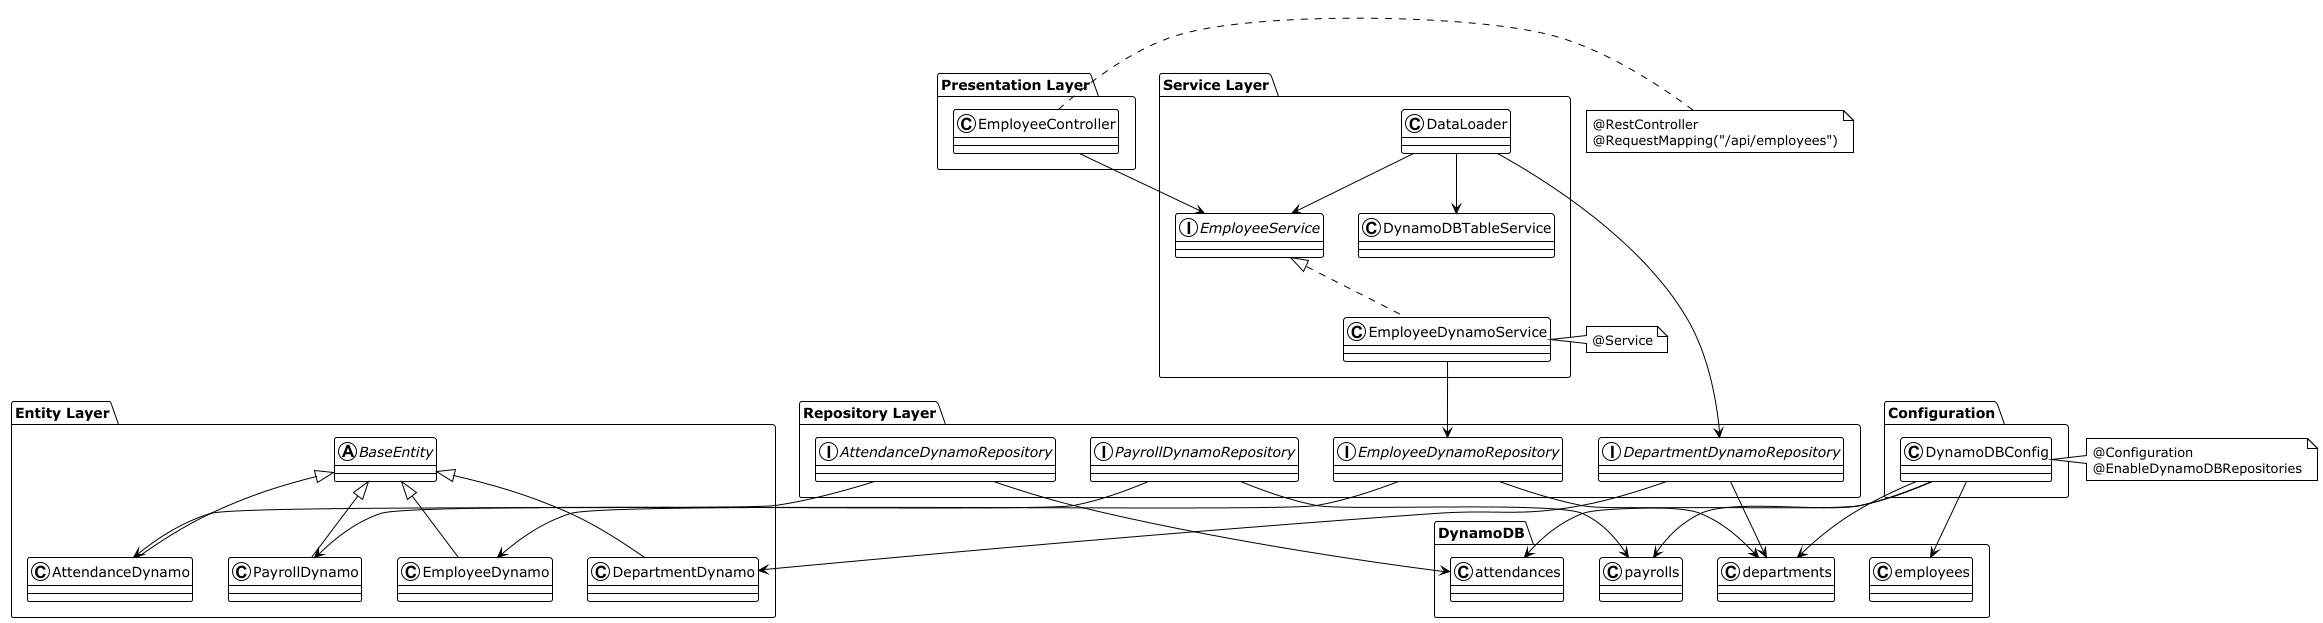 Presentation Layer
C EmployeeController
Service Layer
C DataLoader
@RestController
@RequestMapping("/api/employees")
I EmployeeService
C DynamoDBTableService
C EmployeeDynamoService
@Service
Entity Layer
A BaseEntity
Repository Layer
I AttendanceDynamoRepository
I PayrollDynamoRepository
I EmployeeDynamoRepository
I DepartmentDynamoRepository
Configuration
C DynamoDBConfig
@Configuration
@EnableDynamoDBRepositories
C AttendanceDynamo
C PayrollDynamo
C EmployeeDynamo
C DepartmentDynamo
DynamoDB
C attendances
C payrolls
C departments
C employees